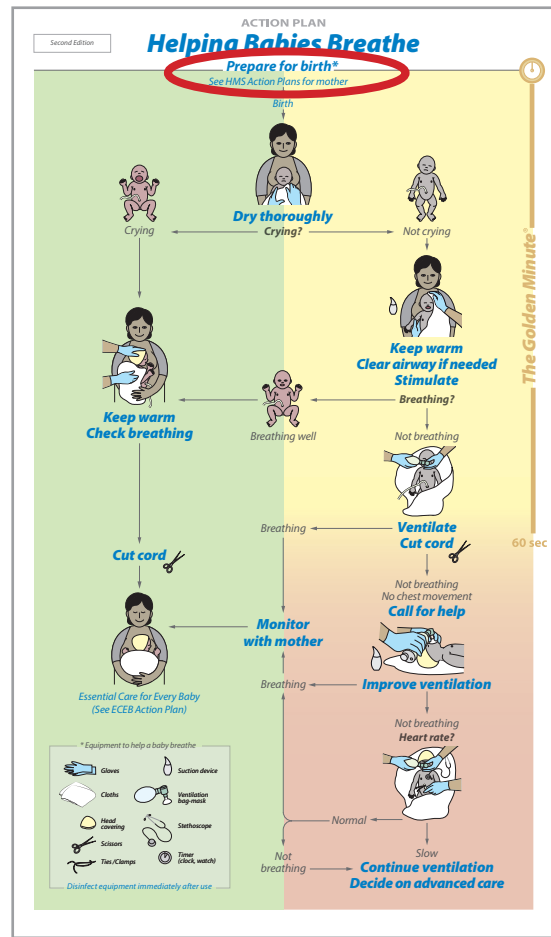 ACTION PLAN
Second Edition
Helping Babies Breathe
Prepare for birth*
See HMS Action Plans for mother
Birth
Dry thoroughly
Crying
Crying?
Not crying
The Golden Minute®
Keep warm
Clear airway if needed
Stimulate
Keep warm
Check breathing
Breathing well
Breathing?
Not breathing
Breathing
Ventilate
Cut cord
60 sec
Cut cord
Not breathing
No chest movement
Call for help
Monitor
with mother
Essential Care for Every Baby
(See ECEB Action Plan)
Breathing
Improve ventilation
Not breathing
Heart rate?
* Equipment to help a baby breathe
Gloves
Suction device
Cloths
Ventilation
bag-mask
Head
covering
Stethoscope
Scissors
Ties/Clamps
Timer
(clock, watch)
Disinfect equipment immediately after use
Normal
Not
breathing
Slow
Continue ventilation
Decide on advanced care